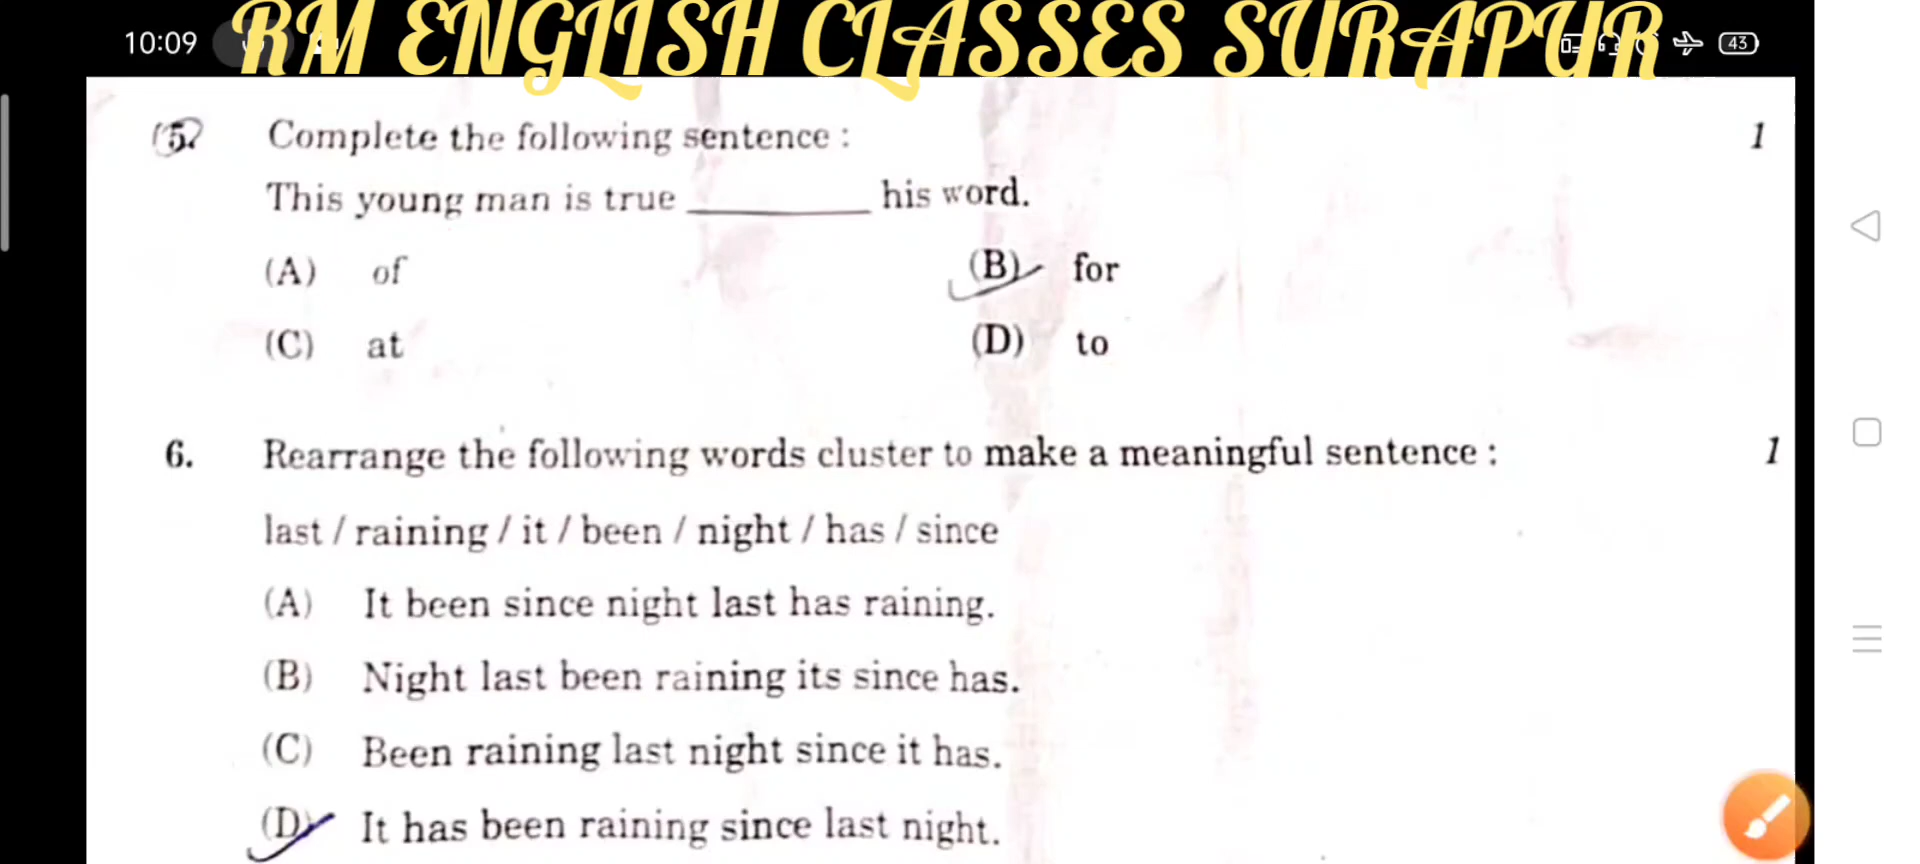 RM ENGLISH CLASSES SURAPUR
10:09
43
5. Complete the following sentence : 1
This young man is true ________ his word.
(A) of (B) for
(C) at (D) to
6. Rearrange the following words cluster to make a meaningful sentence : 1
last / raining / it / been / night / has / since
(A) It been since night last has raining.
(B) Night last been raining its since has.
(C) Been raining last night since it has.
(D) It has been raining since last night.